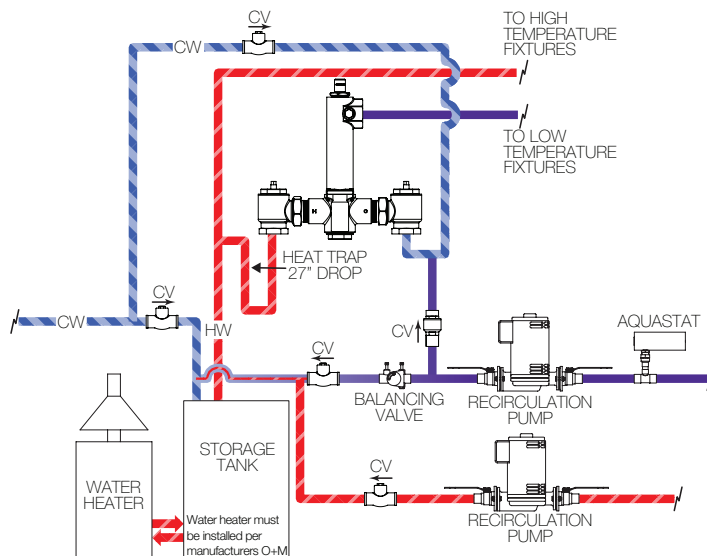 CV
CW
TO HIGH
TEMPERATURE
FIXTURES
TO LOW
TEMPERATURE
FIXTURES
H
C
HEAT TRAP
27" DROP
CV
CW
HW
CV
CV
AQUASTAT
BALANCING
VALVE
RECIRCULATION
PUMP
STORAGE
TANK
CV
WATER
HEATER
Water heater must
be installed per
manufacturers O+M
RECIRCULATION
PUMP